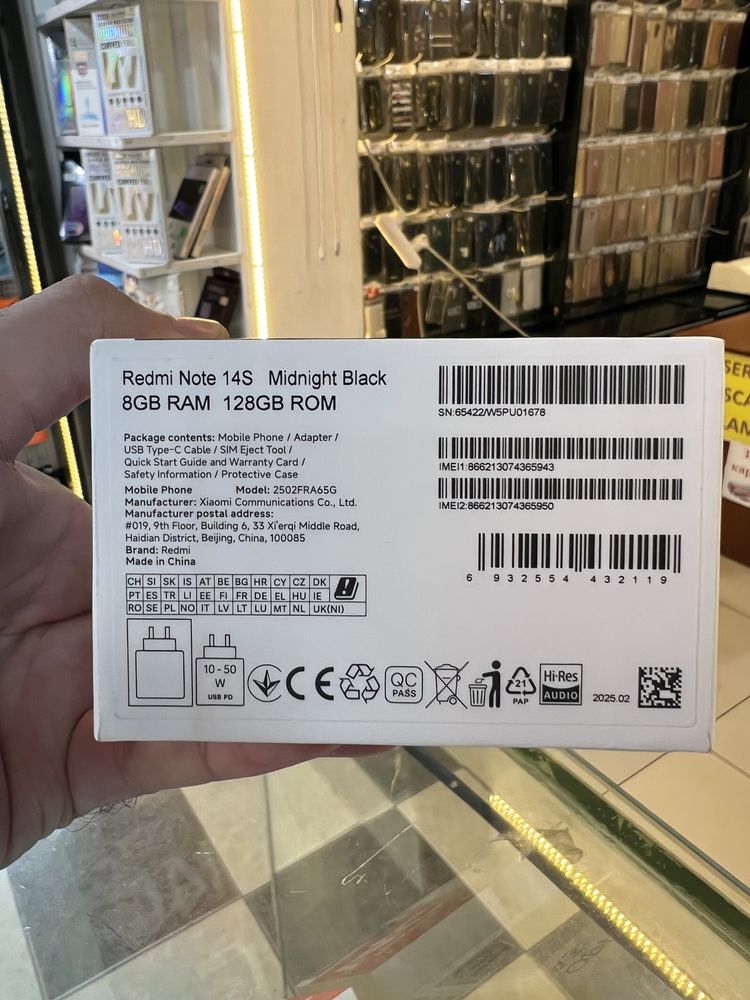 Redmi Note 14S Midnight Black
8GB RAM 128GB ROM
Package contents: Mobile Phone / Adapter /
USB Type-C Cable / SIM Eject Tool /
Quick Start Guide and Warranty Card /
Safety Information / Protective Case
Mobile Phone Model: 2502FRA65G
Manufacturer: Xiaomi Communications Co., Ltd.
Manufacturer postal address:
#019, 9th Floor, Building 6, 33 Xi'erqi Middle Road,
Haidian District, Beijing, China, 100085
Brand: Redmi
Made in China
CH SI SK IS AT BE BG HR CY CZ DK
PT ES TR LI EE FI FR DE EL HU IE
RO SE PL NO IT LV LT LU MT NL UK(NI)
10-50
W
USB PD
CE
QC
PASS
21
PAP
Hi-Res
AUDIO
2025.02
SN:65422/W5PU01678
IMEI1:866213074365943
IMEI2:866213074365950
6 932554 432119